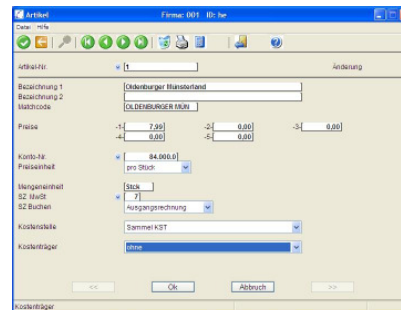 Artikel Firma: 001 ID: he
Datei Hilfe
Artikel-Nr. 1 Änderung
Bezeichnung 1 Oldenburger Münsterland
Bezeichnung 2
Matchcode OLDENBURGER MÜN
Preise -1- 7,99 -2- 0,00 -3- 0,00
-4- 0,00 -5- 0,00
Konto-Nr. 84.000.0
Preiseinheit pro Stück
Mengeneinheit Stck
SZ MwSt 7
SZ Buchen Ausgangsrechnung
Kostenstelle Sammel KST
Kostenträger ohne
<< Ok Abbruch >>
Kostenträger